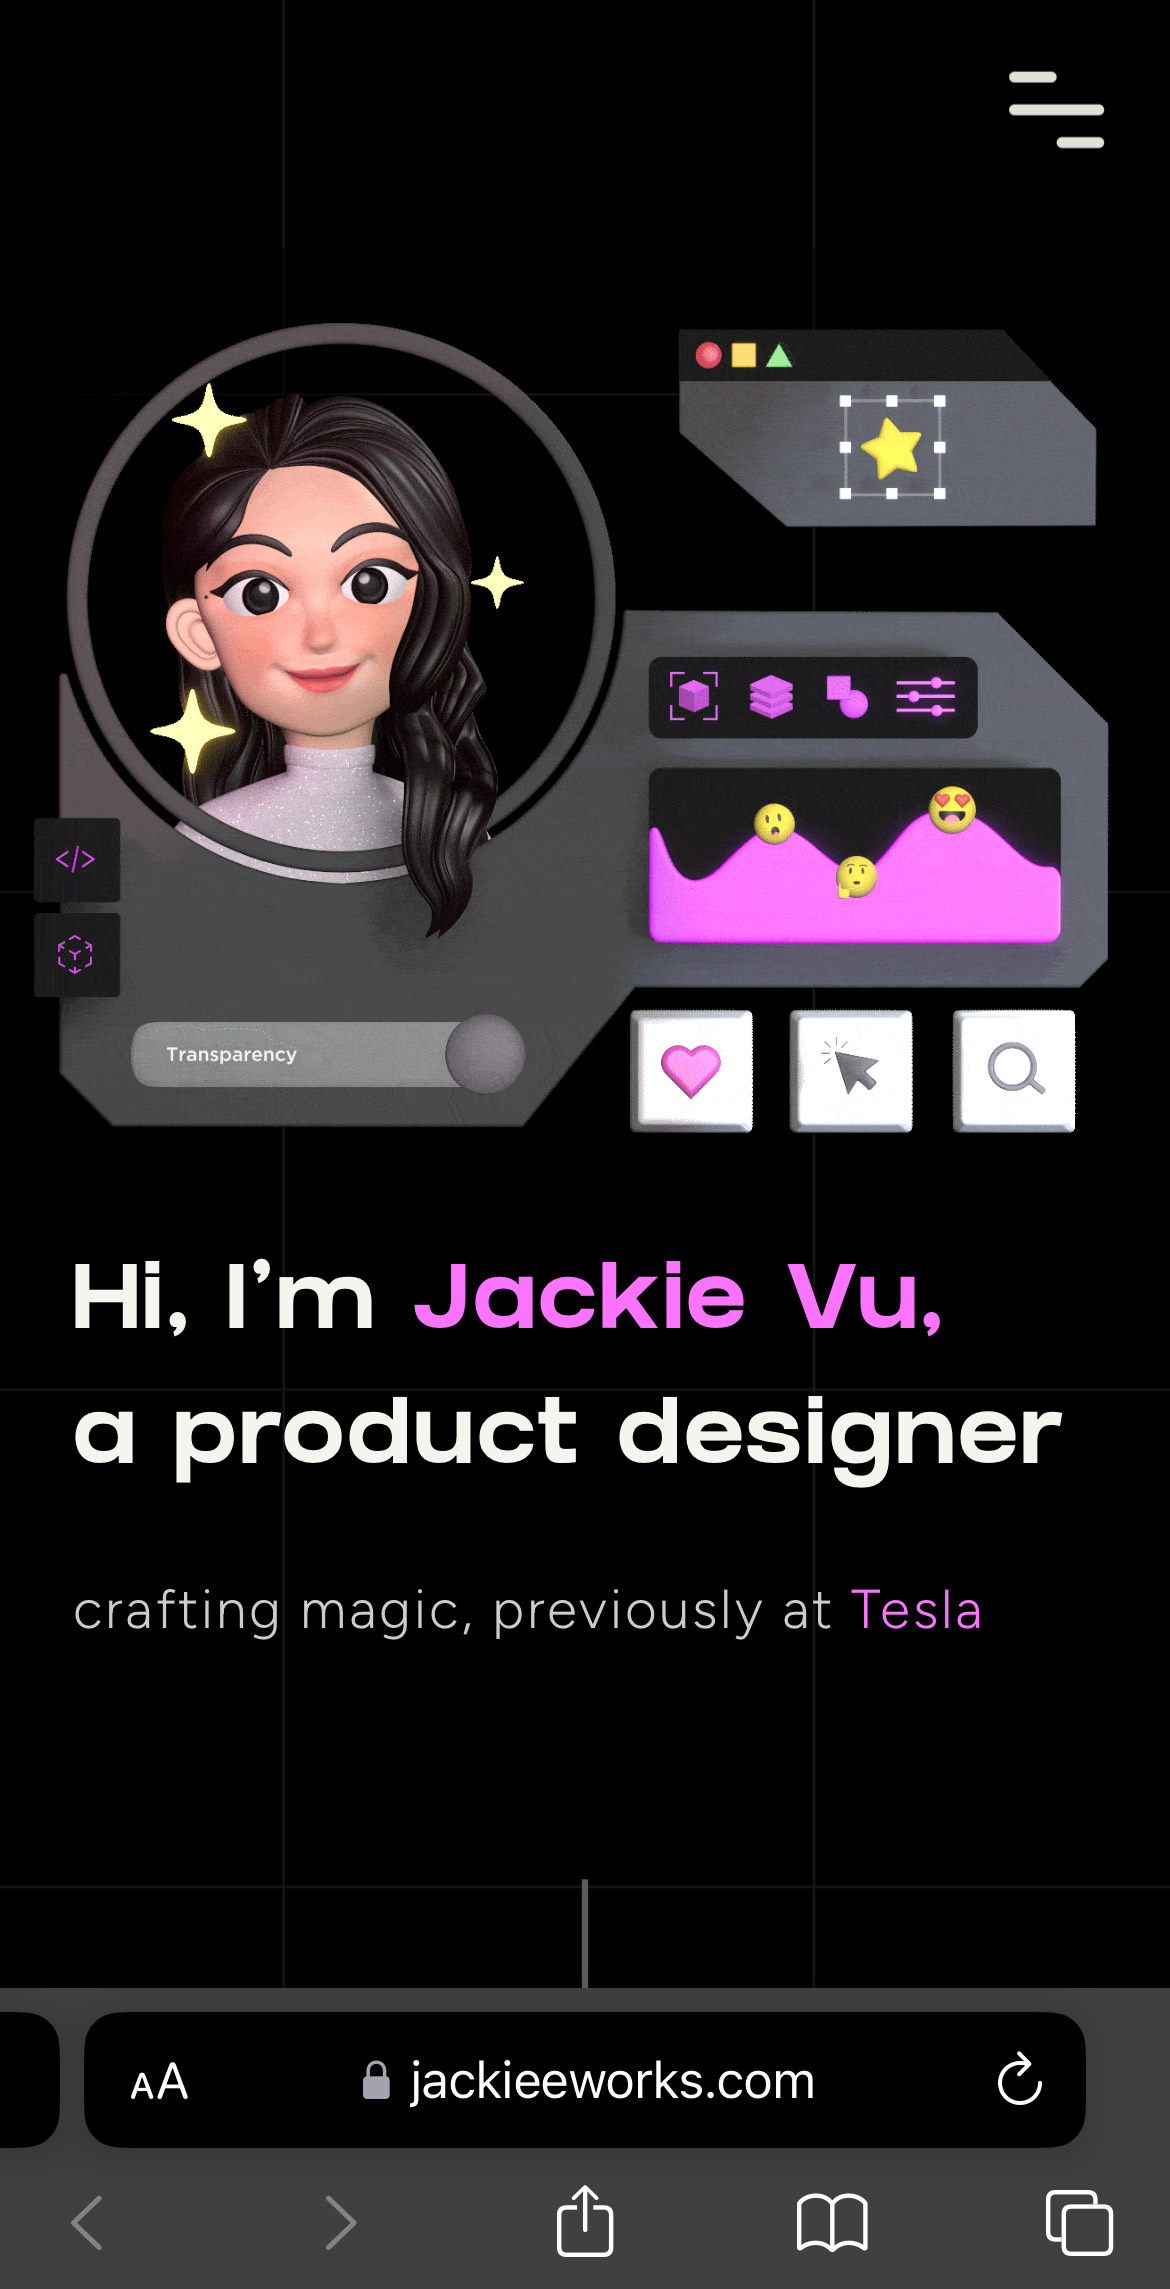 </>
Transparency
Hi, I’m Jackie Vu,
a product designer
crafting magic, previously at Tesla
AA
jackieeworks.com